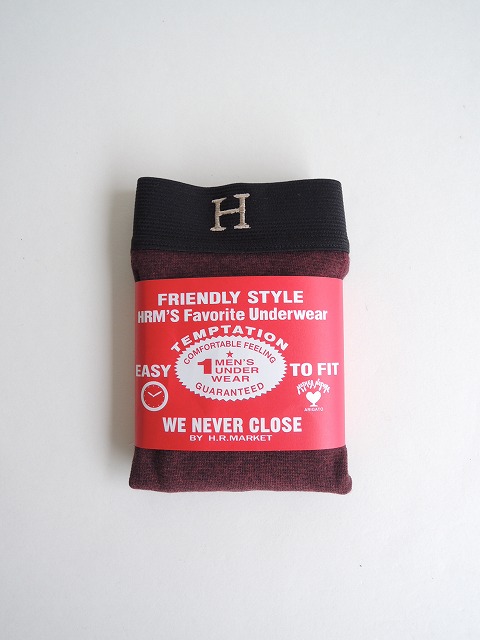 H
FRIENDLY STYLE
HRM'S Favorite Underwear
TEMPTATION
COMFORTABLE FEELING
EASY
1 MEN'S
UNDER
WEAR
TO FIT
GUARANTEED
ARIGATO
WE NEVER CLOSE
BY H.R.MARKET